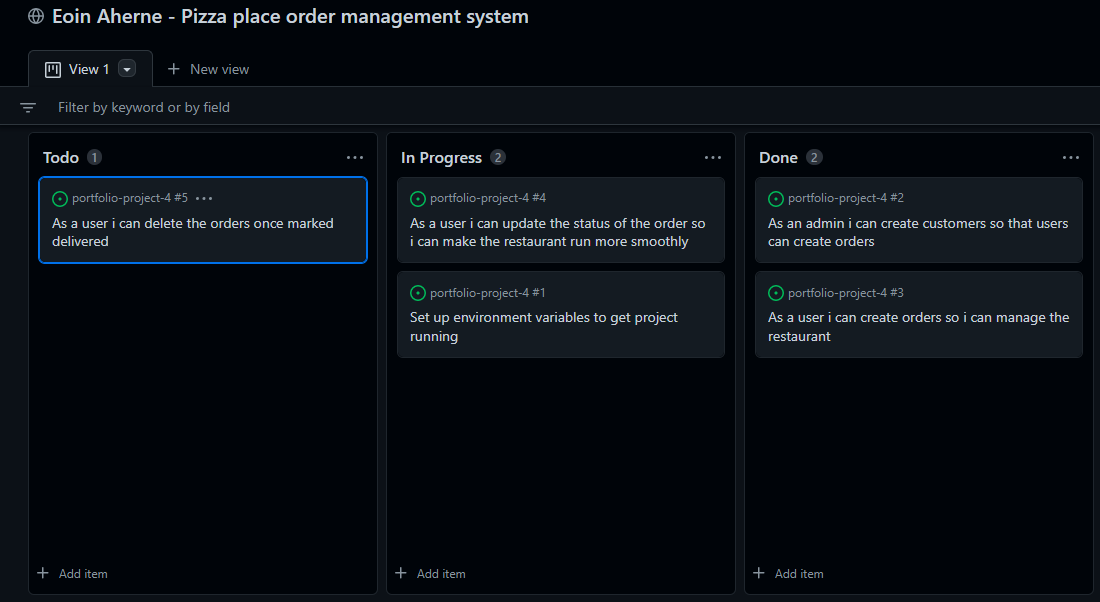 Eoin Aherne - Pizza place order management system
View 1
New view
Filter by keyword or by field
Todo 1
portfolio-project-4 #5
As a user i can delete the orders once marked
delivered
Add item
In Progress 2
portfolio-project-4 #4
As a user i can update the status of the order so
i can make the restaurant run more smoothly
portfolio-project-4 #1
Set up environment variables to get project
running
Add item
Done 2
portfolio-project-4 #2
As an admin i can create customers so that users
can create orders
portfolio-project-4 #3
As a user i can create orders so i can manage the
restaurant
Add item